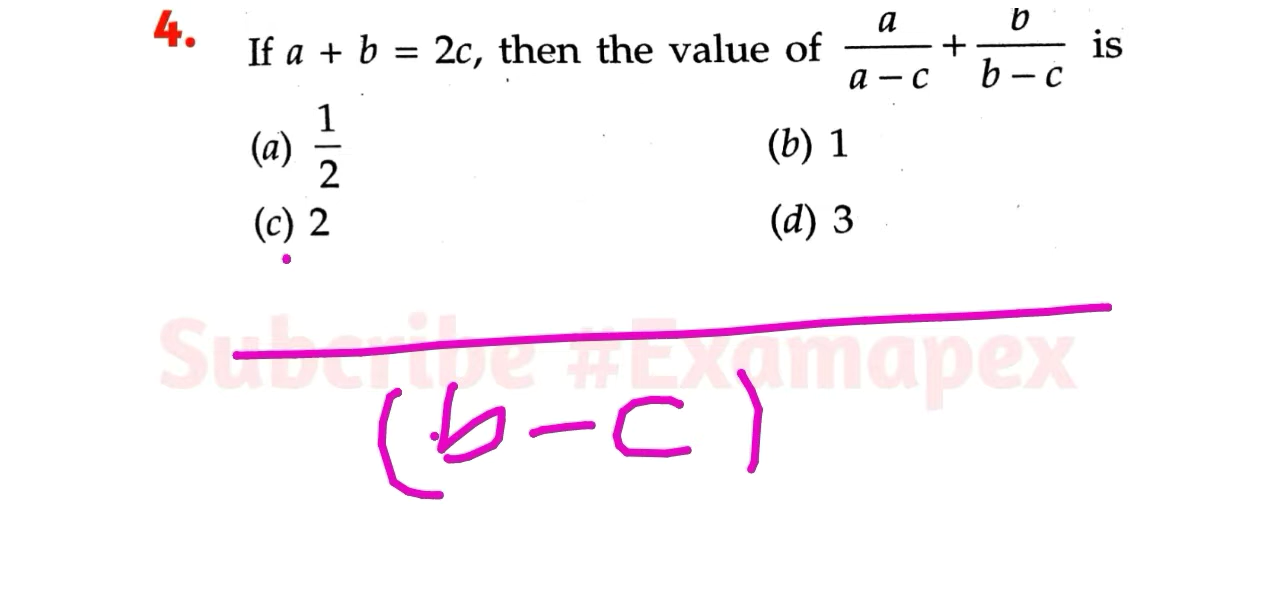 4. If a + b = 2c, then the value of a/(a − c) + b/(b − c) is
(a) 1/2 (b) 1
(c) 2 (d) 3
Subcribe #Examapex
(b − c)